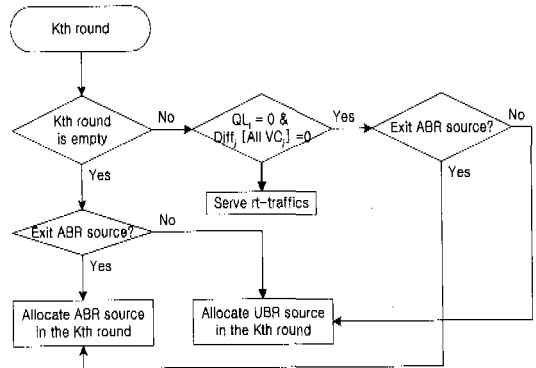 Kth round
Kth round
is empty
No
Yes
QLᵢ = 0 &
Diffⱼ [All VCⱼ] =0
Yes
Exit ABR source?
No
Yes
Serve rt-traffics
Exit ABR source?
No
Yes
Allocate ABR source
in the Kth round
Allocate UBR source
in the Kth round